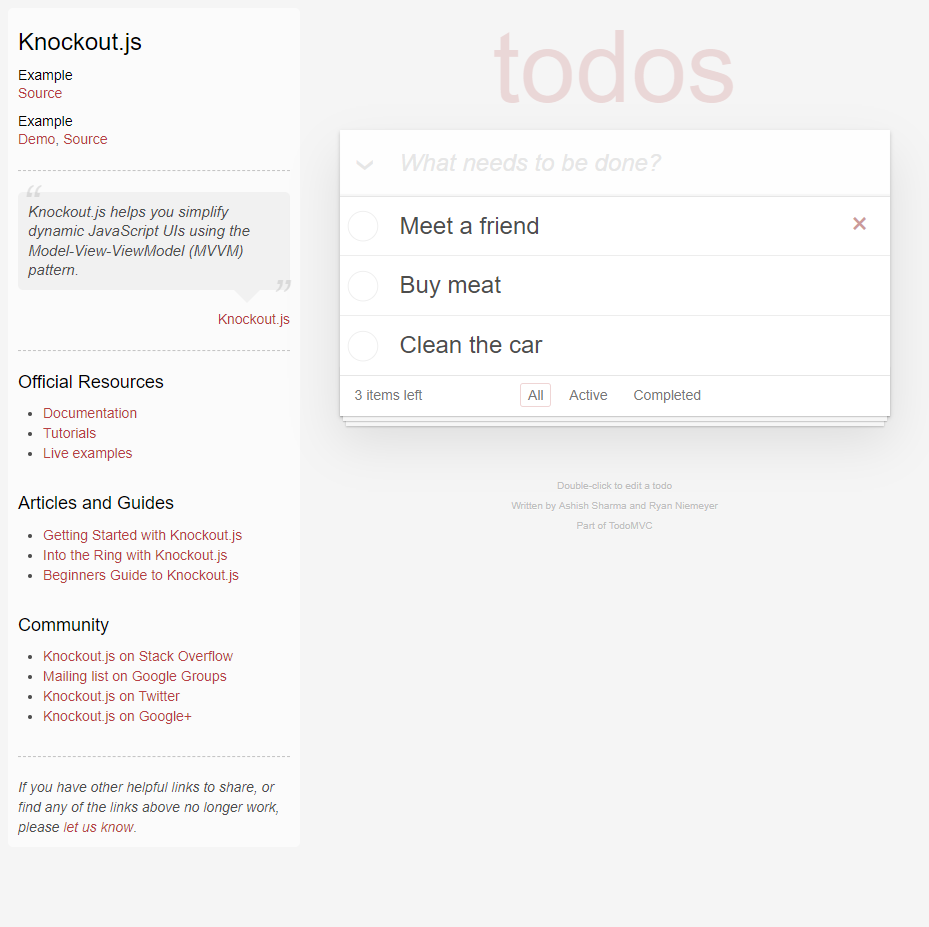 Knockout.js
Example
Source
Example
Demo, Source
“
Knockout.js helps you simplify
dynamic JavaScript UIs using the
Model-View-ViewModel (MVVM)
pattern.
”
Knockout.js
Official Resources
• Documentation
• Tutorials
• Live examples
Articles and Guides
• Getting Started with Knockout.js
• Into the Ring with Knockout.js
• Beginners Guide to Knockout.js
Community
• Knockout.js on Stack Overflow
• Mailing list on Google Groups
• Knockout.js on Twitter
• Knockout.js on Google+
If you have other helpful links to share, or
find any of the links above no longer work,
please let us know.
todos
What needs to be done?
Meet a friend ×
Buy meat
Clean the car
3 items left All Active Completed
Double-click to edit a todo
Written by Ashish Sharma and Ryan Niemeyer
Part of TodoMVC